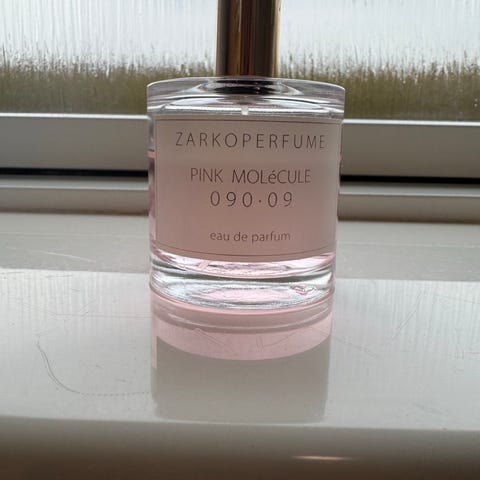 ZARKOPERFUME
PINK MOLéCULE
090·09
eau de parfum